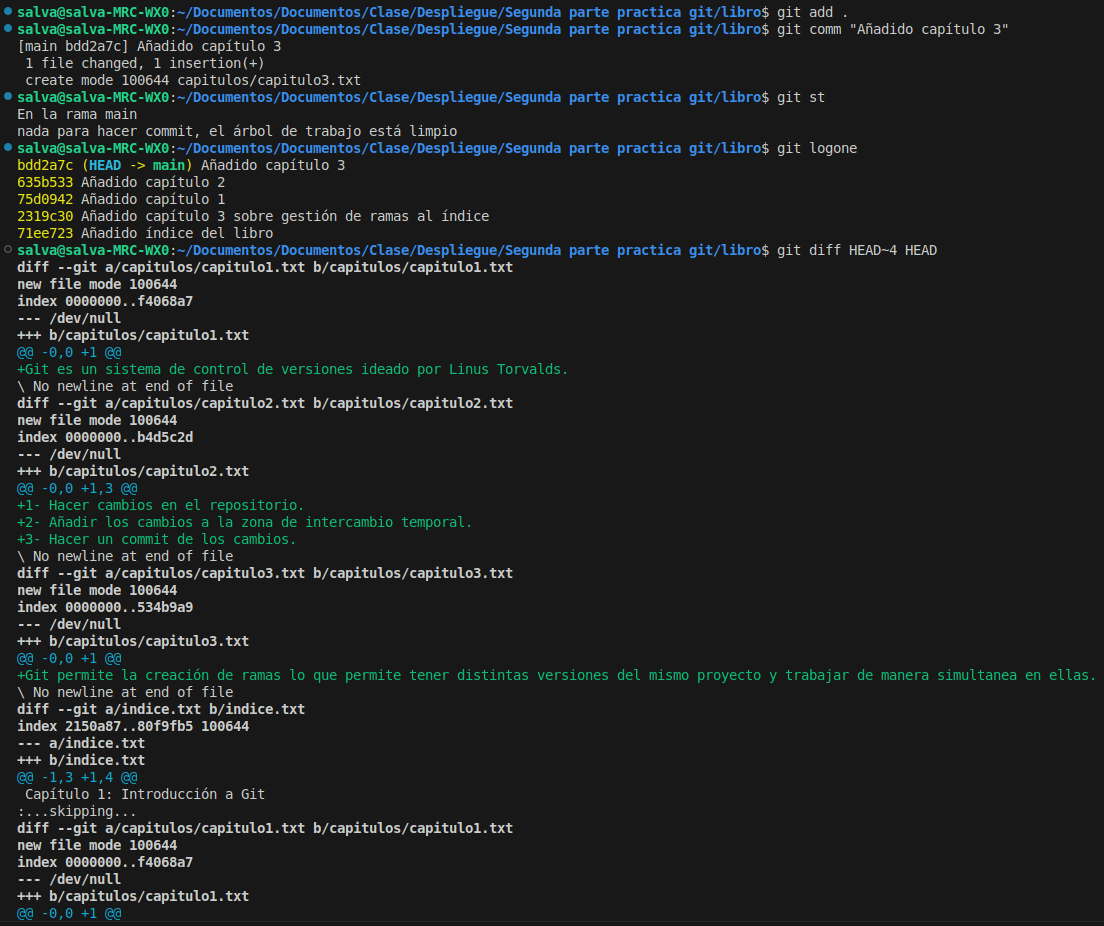 salva@salva-MRC-WX0:~/Documentos/Documentos/Clase/Despliegue/Segunda parte practica git/libro$ git add .
salva@salva-MRC-WX0:~/Documentos/Documentos/Clase/Despliegue/Segunda parte practica git/libro$ git comm "Añadido capítulo 3"
[main bdd2a7c] Añadido capítulo 3
 1 file changed, 1 insertion(+)
 create mode 100644 capitulos/capitulo3.txt
salva@salva-MRC-WX0:~/Documentos/Documentos/Clase/Despliegue/Segunda parte practica git/libro$ git st
En la rama main
nada para hacer commit, el árbol de trabajo está limpio
salva@salva-MRC-WX0:~/Documentos/Documentos/Clase/Despliegue/Segunda parte practica git/libro$ git logone
bdd2a7c (HEAD -> main) Añadido capítulo 3
635b533 Añadido capítulo 2
75d0942 Añadido capítulo 1
2319c30 Añadido capítulo 3 sobre gestión de ramas al índice
71ee723 Añadido índice del libro
salva@salva-MRC-WX0:~/Documentos/Documentos/Clase/Despliegue/Segunda parte practica git/libro$ git diff HEAD~4 HEAD
diff --git a/capitulos/capitulo1.txt b/capitulos/capitulo1.txt
new file mode 100644
index 0000000..f4068a7
--- /dev/null
+++ b/capitulos/capitulo1.txt
@@ -0,0 +1 @@
+Git es un sistema de control de versiones ideado por Linus Torvalds.
\ No newline at end of file
diff --git a/capitulos/capitulo2.txt b/capitulos/capitulo2.txt
new file mode 100644
index 0000000..b4d5c2d
--- /dev/null
+++ b/capitulos/capitulo2.txt
@@ -0,0 +1,3 @@
+1- Hacer cambios en el repositorio.
+2- Añadir los cambios a la zona de intercambio temporal.
+3- Hacer un commit de los cambios.
\ No newline at end of file
diff --git a/capitulos/capitulo3.txt b/capitulos/capitulo3.txt
new file mode 100644
index 0000000..534b9a9
--- /dev/null
+++ b/capitulos/capitulo3.txt
@@ -0,0 +1 @@
+Git permite la creación de ramas lo que permite tener distintas versiones del mismo proyecto y trabajar de manera simultanea en ellas.
\ No newline at end of file
diff --git a/indice.txt b/indice.txt
index 2150a87..80f9fb5 100644
--- a/indice.txt
+++ b/indice.txt
@@ -1,3 +1,4 @@
 Capítulo 1: Introducción a Git
:...skipping...
diff --git a/capitulos/capitulo1.txt b/capitulos/capitulo1.txt
new file mode 100644
index 0000000..f4068a7
--- /dev/null
+++ b/capitulos/capitulo1.txt
@@ -0,0 +1 @@